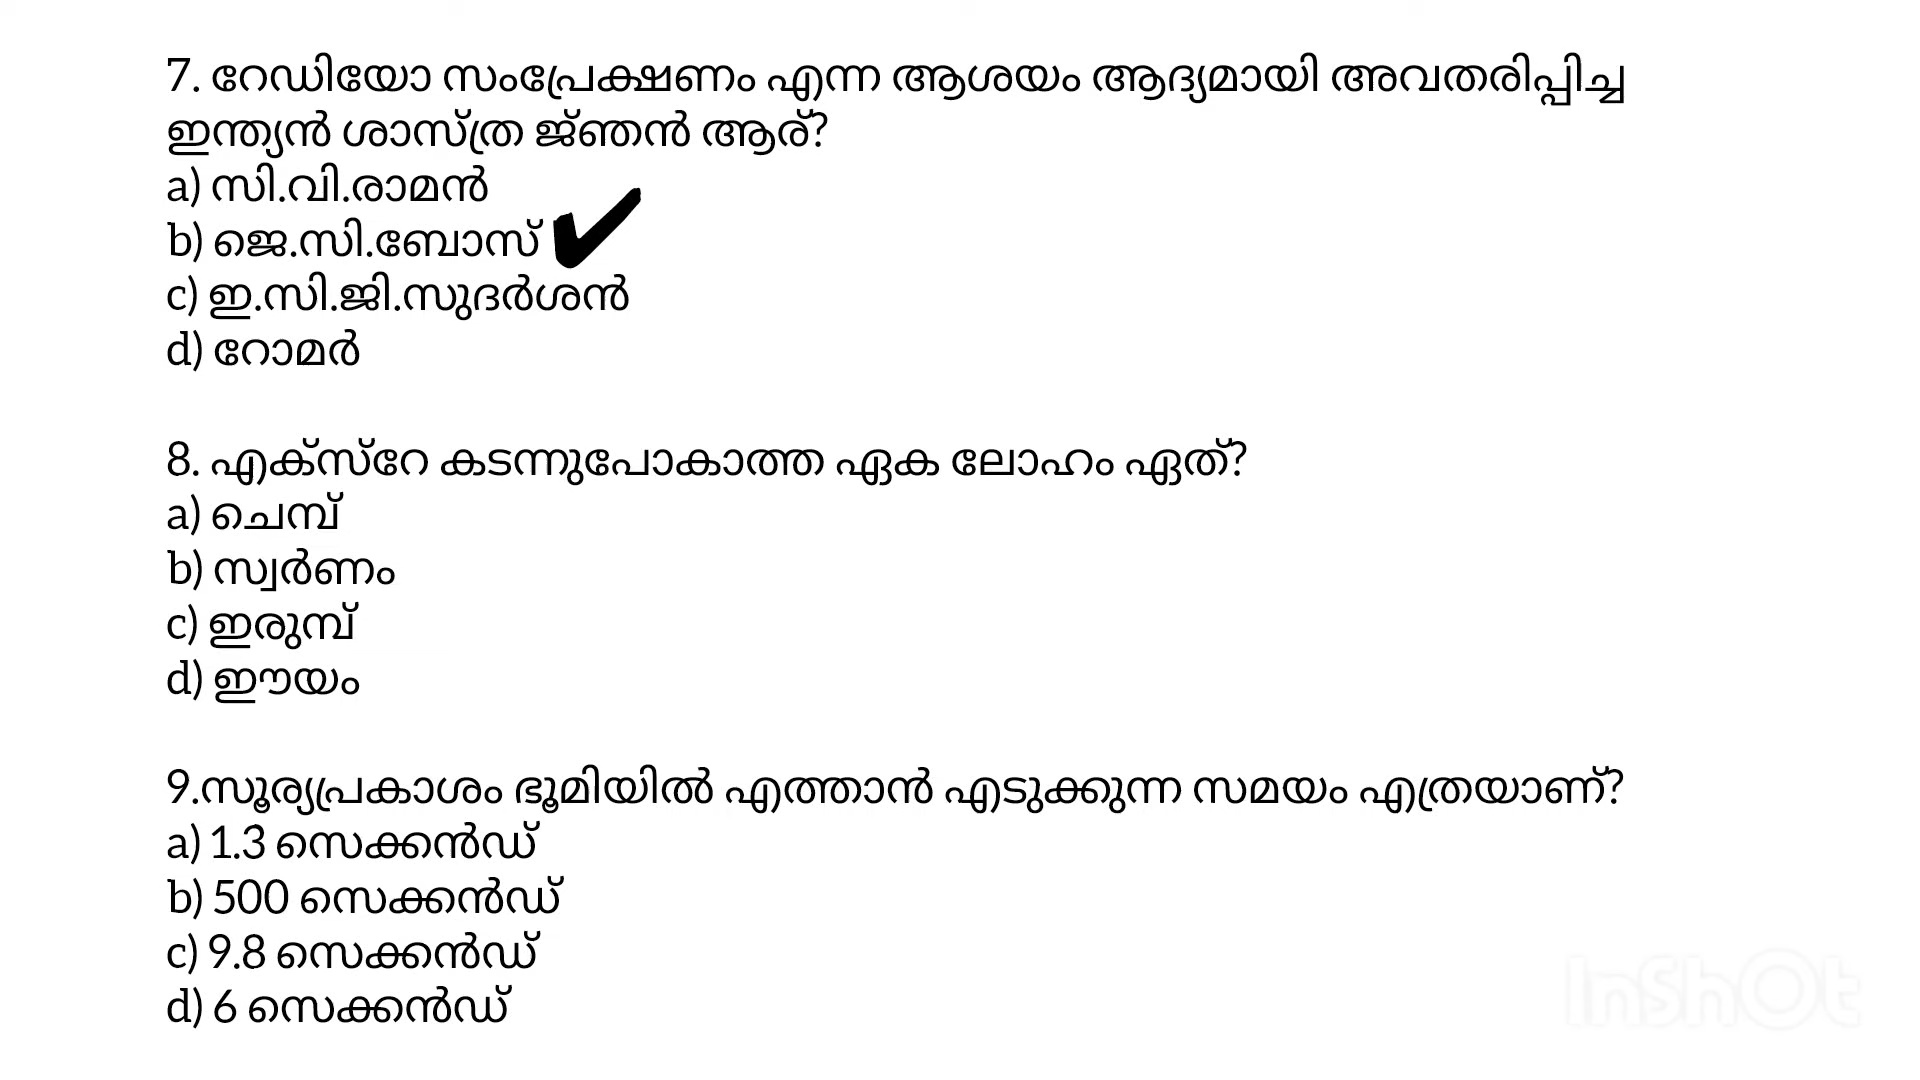 7. റേഡിയോ സംപ്രേക്ഷണം എന്ന ആശയം ആദ്യമായി അവതരിപ്പിച്ച
ഇന്ത്യൻ ശാസ്ത്ര ജ്ഞൻ ആര്?
a) സി.വി.രാമൻ
b) ജെ.സി.ബോസ് ✔
c) ഇ.സി.ജി.സുദർശൻ
d) റോമർ
8. എക്സ്റേ കടന്നുപോകാത്ത ഏക ലോഹം ഏത്?
a) ചെമ്പ്
b) സ്വർണം
c) ഇരുമ്പ്
d) ഈയം
9.സൂര്യപ്രകാശം ഭൂമിയിൽ എത്താൻ എടുക്കുന്ന സമയം എത്രയാണ്?
a) 1.3 സെക്കൻഡ്
b) 500 സെക്കൻഡ്
c) 9.8 സെക്കൻഡ്
d) 6 സെക്കൻഡ്
InShOt